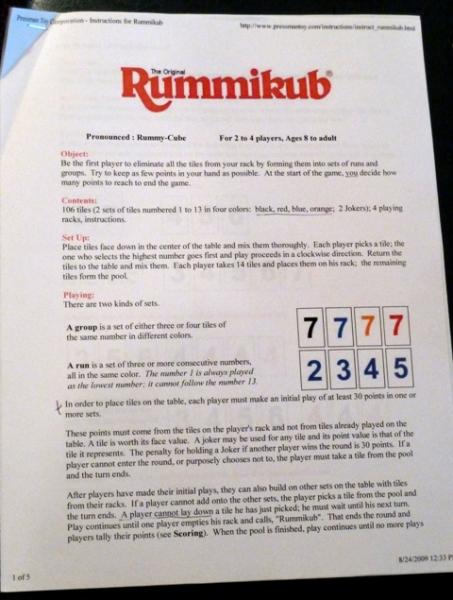 Pressman Toy Corporation - Instructions for Rummikub
http://www.pressmantoy.com/instructions/instruct_rummikub.html
The Original
Rummikub®
Pronounced : Rummy-Cube For 2 to 4 players, Ages 8 to adult
Object:
Be the first player to eliminate all the tiles from your rack by forming them into sets of runs and
groups. Try to keep as few points in your hand as possible. At the start of the game, you decide how
many points to reach to end the game.
Contents:
106 tiles (2 sets of tiles numbered 1 to 13 in four colors: black, red, blue, orange; 2 Jokers); 4 playing
racks, instructions.
Set Up:
Place tiles face down in the center of the table and mix them thoroughly. Each player picks a tile; the
one who selects the highest number goes first and play proceeds in a clockwise direction. Return the
tiles to the table and mix them. Each player takes 14 tiles and places them on his rack; the remaining
tiles form the pool.
Playing:
There are two kinds of sets.
A group is a set of either three or four tiles of
the same number in different colors.
7 7 7 7
A run is a set of three or more consecutive numbers,
all in the same color. The number 1 is always played
as the lowest number; it cannot follow the number 13.
2 3 4 5
In order to place tiles on the table, each player must make an initial play of at least 30 points in one or
more sets.
These points must come from the tiles on the player's rack and not from tiles already played on the
table. A tile is worth its face value. A joker may be used for any tile and its point value is that of the
tile it represents. The penalty for holding a Joker if another player wins the round is 30 points. If a
player cannot enter the round, or purposely chooses not to, the player must take a tile from the pool
and the turn ends.
After players have made their initial plays, they can also build on other sets on the table with tiles
from their racks. If a player cannot add onto the other sets, the player picks a tile from the pool and
the turn ends. A player cannot lay down a tile he has just picked; he must wait until his next turn.
Play continues until one player empties his rack and calls, "Rummikub". That ends the round and
players tally their points (see Scoring). When the pool is finished, play continues until no more plays
1 of 5
8/24/2009 12:33 P